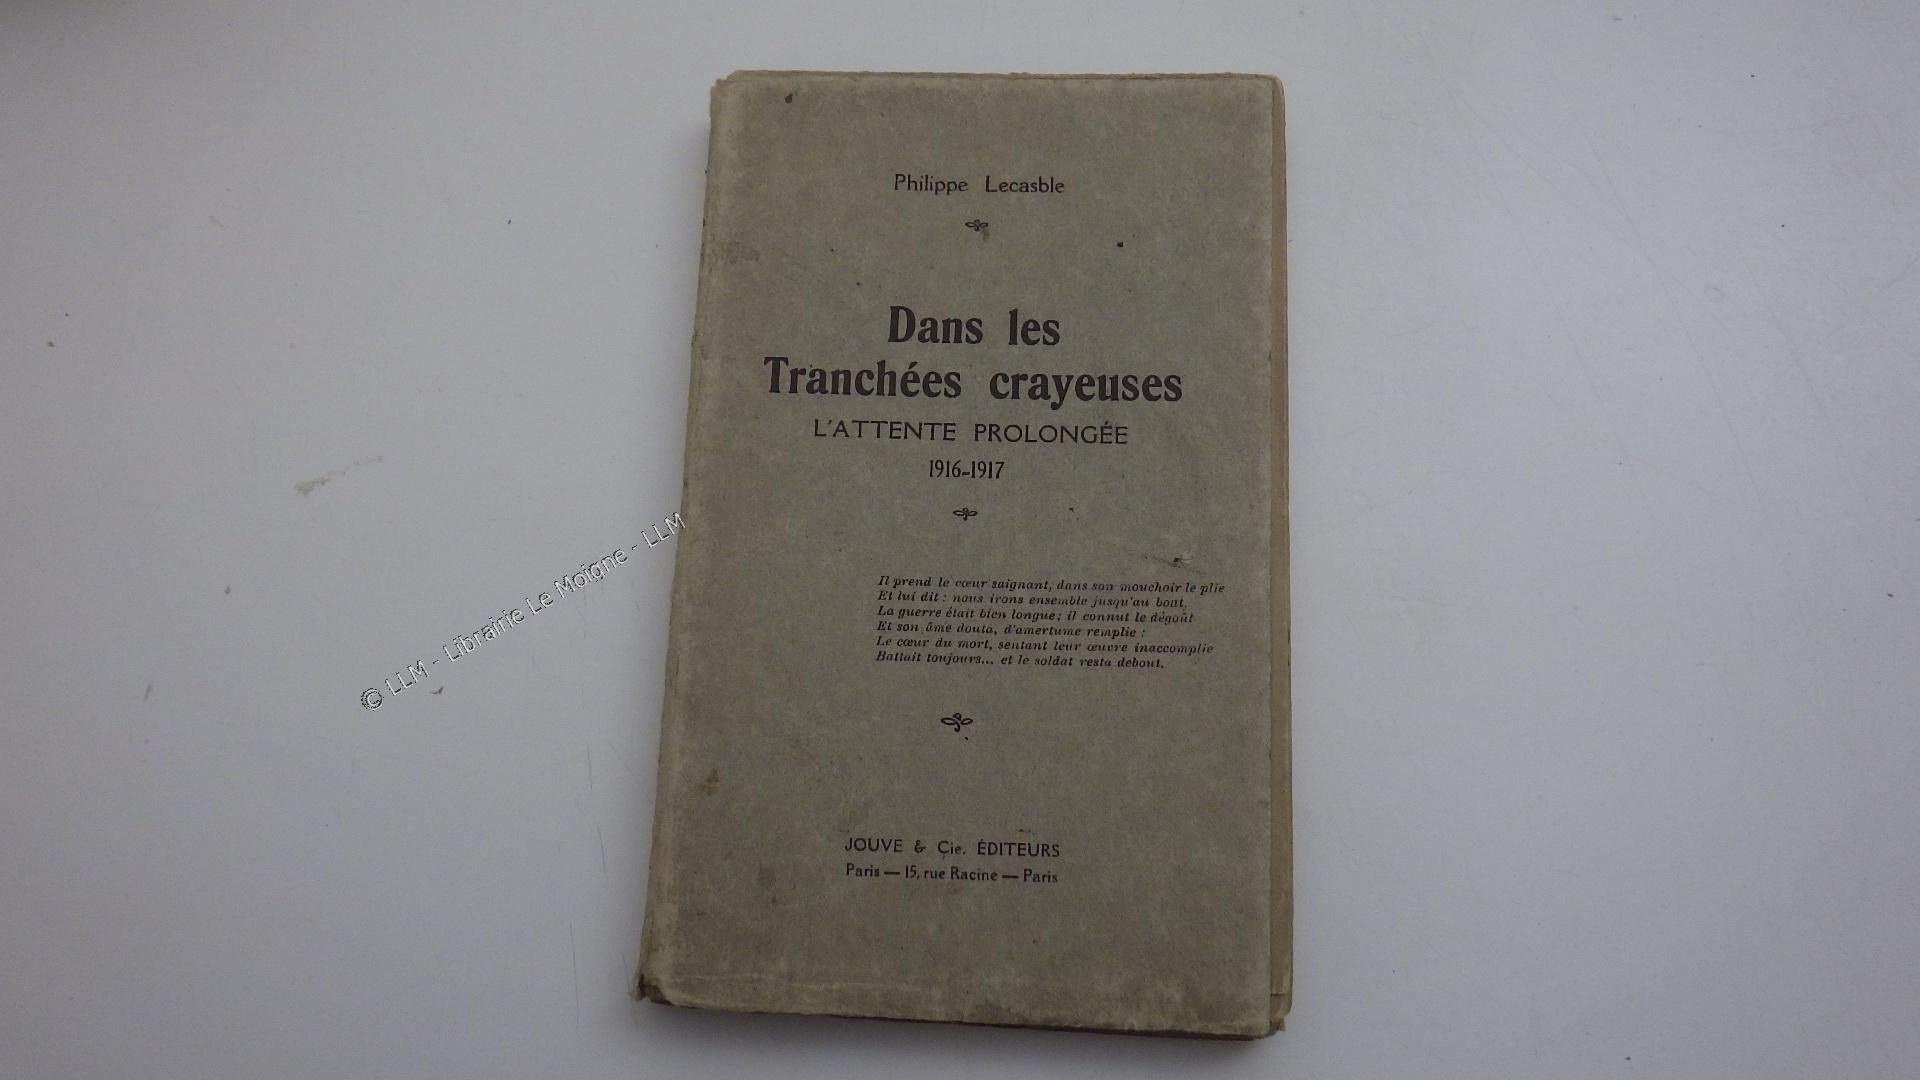 Philippe Lecasble
Dans les
Tranchées crayeuses
L'ATTENTE PROLONGÉE
1916-1917
Il prend le cœur saignant, dans son mouchoir le plie
Et lui dit : nous irons ensemble jusqu'au bout.
La guerre était bien longue ; il connut le dégoût
Et son âme douta, d'amertume remplie :
Le cœur du mort, sentant leur œuvre inaccomplie
Battait toujours... et le soldat resta debout.
JOUVE & Cie. ÉDITEURS
Paris — 15, rue Racine — Paris
© LLM - Librairie Le Moigne - LLM